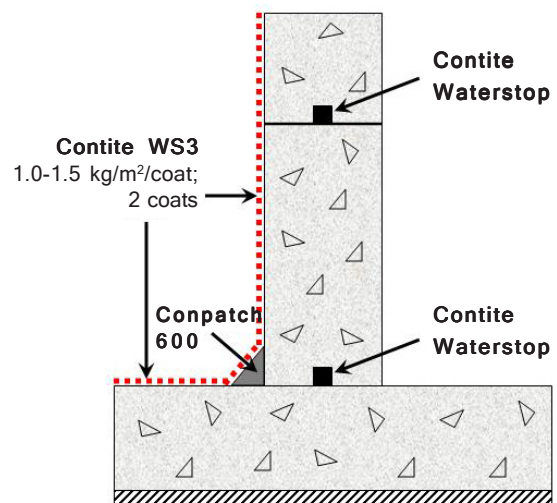 Contite
Waterstop
Contite WS3
1.0-1.5 kg/m²/coat;
2 coats
Conpatch
600
Contite
Waterstop